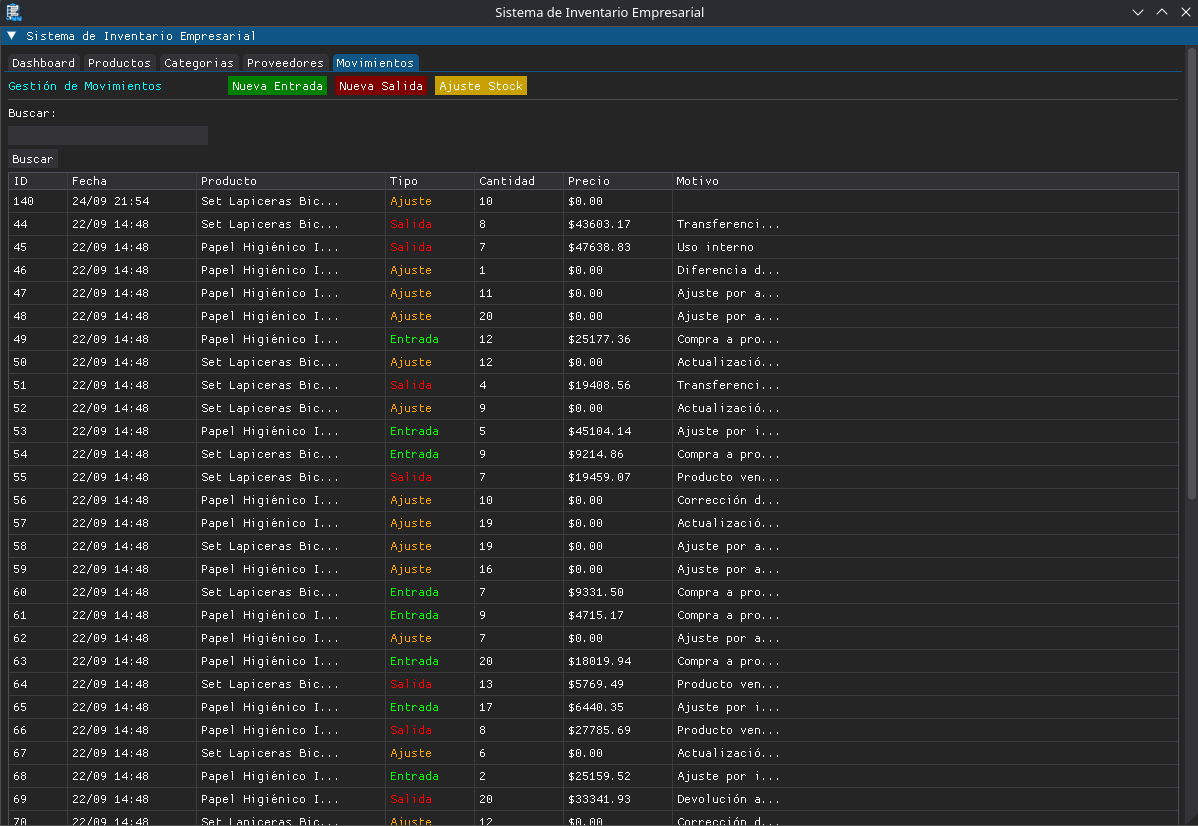 Sistema de Inventario Empresarial
Sistema de Inventario Empresarial
Dashboard Productos Categorias Proveedores Movimientos
Gestión de Movimientos Nueva Entrada Nueva Salida Ajuste Stock
Buscar:
Buscar
ID Fecha Producto Tipo Cantidad Precio Motivo
140 24/09 21:54 Set Lapiceras Bic... Ajuste 10 $0.00
44 22/09 14:48 Set Lapiceras Bic... Salida 8 $43603.17 Transferenci...
45 22/09 14:48 Papel Higiénico I... Salida 7 $47638.83 Uso interno
46 22/09 14:48 Papel Higiénico I... Ajuste 1 $0.00 Diferencia d...
47 22/09 14:48 Papel Higiénico I... Ajuste 11 $0.00 Ajuste por a...
48 22/09 14:48 Papel Higiénico I... Ajuste 20 $0.00 Ajuste por a...
49 22/09 14:48 Papel Higiénico I... Entrada 12 $25177.36 Compra a pro...
50 22/09 14:48 Set Lapiceras Bic... Ajuste 12 $0.00 Actualizació...
51 22/09 14:48 Set Lapiceras Bic... Salida 4 $19408.56 Transferenci...
52 22/09 14:48 Set Lapiceras Bic... Ajuste 9 $0.00 Actualizació...
53 22/09 14:48 Papel Higiénico I... Entrada 5 $45104.14 Ajuste por i...
54 22/09 14:48 Set Lapiceras Bic... Entrada 9 $9214.86 Compra a pro...
55 22/09 14:48 Set Lapiceras Bic... Salida 7 $19459.07 Producto ven...
56 22/09 14:48 Papel Higiénico I... Ajuste 10 $0.00 Corrección d...
57 22/09 14:48 Papel Higiénico I... Ajuste 19 $0.00 Actualizació...
58 22/09 14:48 Set Lapiceras Bic... Ajuste 19 $0.00 Ajuste por a...
59 22/09 14:48 Papel Higiénico I... Ajuste 16 $0.00 Ajuste por a...
60 22/09 14:48 Set Lapiceras Bic... Entrada 7 $9331.50 Compra a pro...
61 22/09 14:48 Papel Higiénico I... Entrada 9 $4715.17 Compra a pro...
62 22/09 14:48 Papel Higiénico I... Ajuste 7 $0.00 Ajuste por a...
63 22/09 14:48 Papel Higiénico I... Entrada 20 $18019.94 Compra a pro...
64 22/09 14:48 Set Lapiceras Bic... Salida 13 $5769.49 Producto ven...
65 22/09 14:48 Papel Higiénico I... Entrada 17 $6440.35 Ajuste por i...
66 22/09 14:48 Papel Higiénico I... Salida 8 $27785.69 Producto ven...
67 22/09 14:48 Set Lapiceras Bic... Ajuste 6 $0.00 Actualizació...
68 22/09 14:48 Papel Higiénico I... Entrada 2 $25159.52 Ajuste por i...
69 22/09 14:48 Papel Higiénico I... Salida 20 $33341.93 Devolución a...
70 22/09 14:48 Set Lapiceras Bic... Ajuste 12 $0.00 Corrección d...